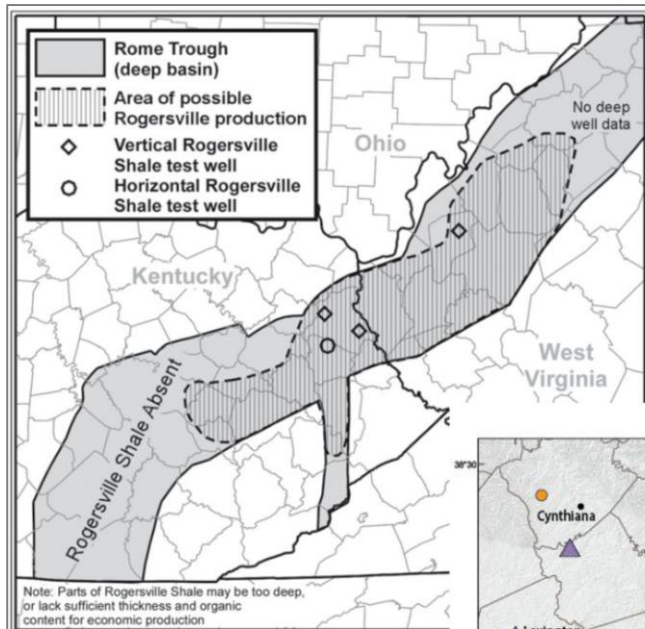 Rome Trough
(deep basin)
Area of possible
Rogersville production
Vertical Rogersville
Shale test well
Horizontal Rogersville
Shale test well
No deep
well data
Ohio
Kentucky
West
Virginia
Rogersville Shale Absent
Note: Parts of Rogersville Shale may be too deep,
or lack sufficient thickness and organic
content for economic production
38°30
Cynthiana